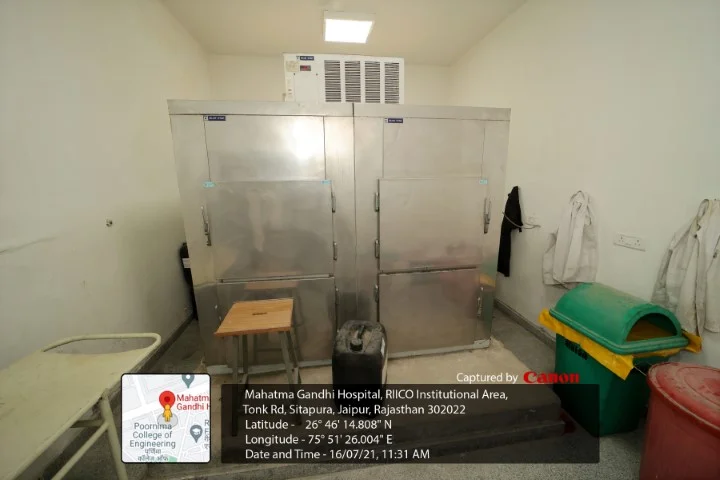 Captured by Canon
Mahatma Gandhi Hospital, RIICO Institutional Area,
Tonk Rd, Sitapura, Jaipur, Rajasthan 302022
Latitude - 26° 46' 14.808" N
Longitude - 75° 51' 26.004" E
Date and Time - 16/07/21, 11:31 AM
Mahatm
Gandhi H
Poornima
College of
Engineering
पूर्णिमा
कॉलेज ऑफ
R